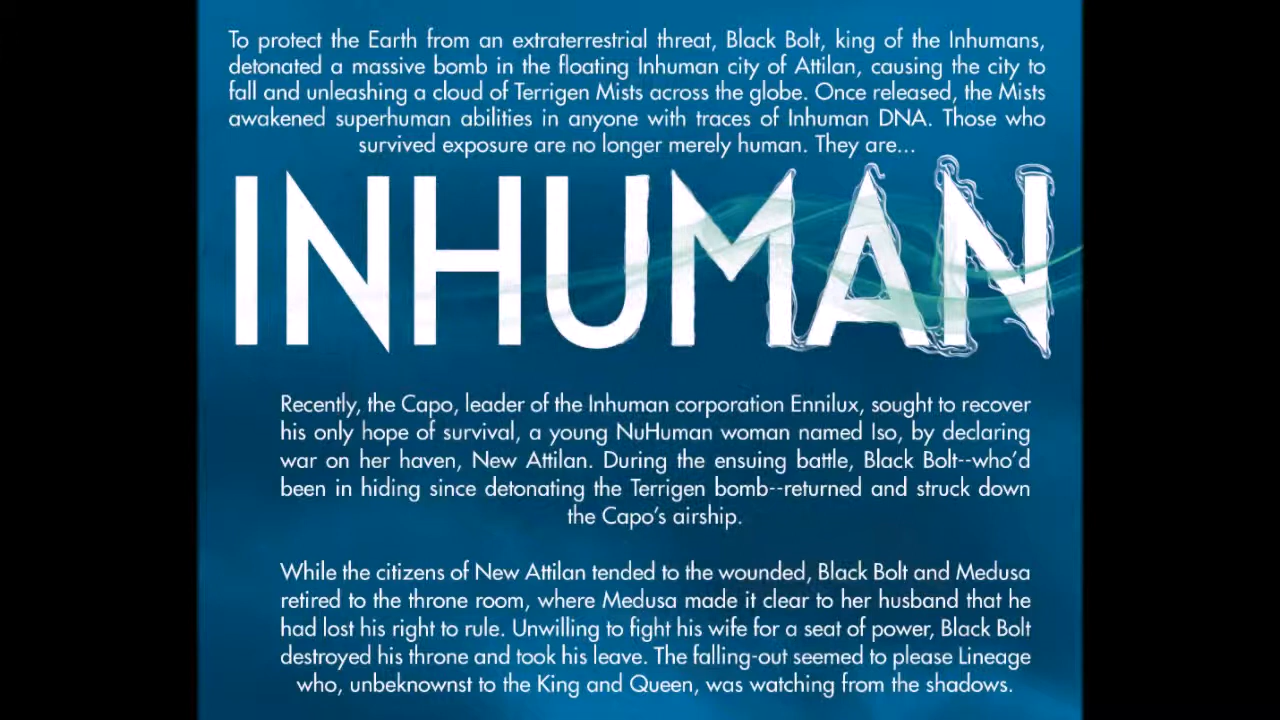 To protect the Earth from an extraterrestrial threat, Black Bolt, king of the Inhumans,
detonated a massive bomb in the floating Inhuman city of Attilan, causing the city to
fall and unleashing a cloud of Terrigen Mists across the globe. Once released, the Mists
awakened superhuman abilities in anyone with traces of Inhuman DNA. Those who
survived exposure are no longer merely human. They are...
INHUMAN
Recently, the Capo, leader of the Inhuman corporation Ennilux, sought to recover
his only hope of survival, a young NuHuman woman named Iso, by declaring
war on her haven, New Attilan. During the ensuing battle, Black Bolt--who'd
been in hiding since detonating the Terrigen bomb--returned and struck down
the Capo's airship.
While the citizens of New Attilan tended to the wounded, Black Bolt and Medusa
retired to the throne room, where Medusa made it clear to her husband that he
had lost his right to rule. Unwilling to fight his wife for a seat of power, Black Bolt
destroyed his throne and took his leave. The falling-out seemed to please Lineage
who, unbeknownst to the King and Queen, was watching from the shadows.